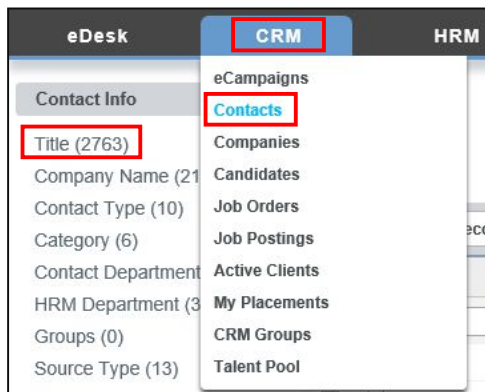 eDesk CRM HRM
eCampaigns
Contact Info
Contacts
Title (2763)
Companies
Company Name (21
Candidates
Contact Type (10)
Job Orders
Category (6)
Job Postings
Contact Department
Active Clients
HRM Department (3
My Placements
Groups (0)
CRM Groups
Source Type (13)
Talent Pool